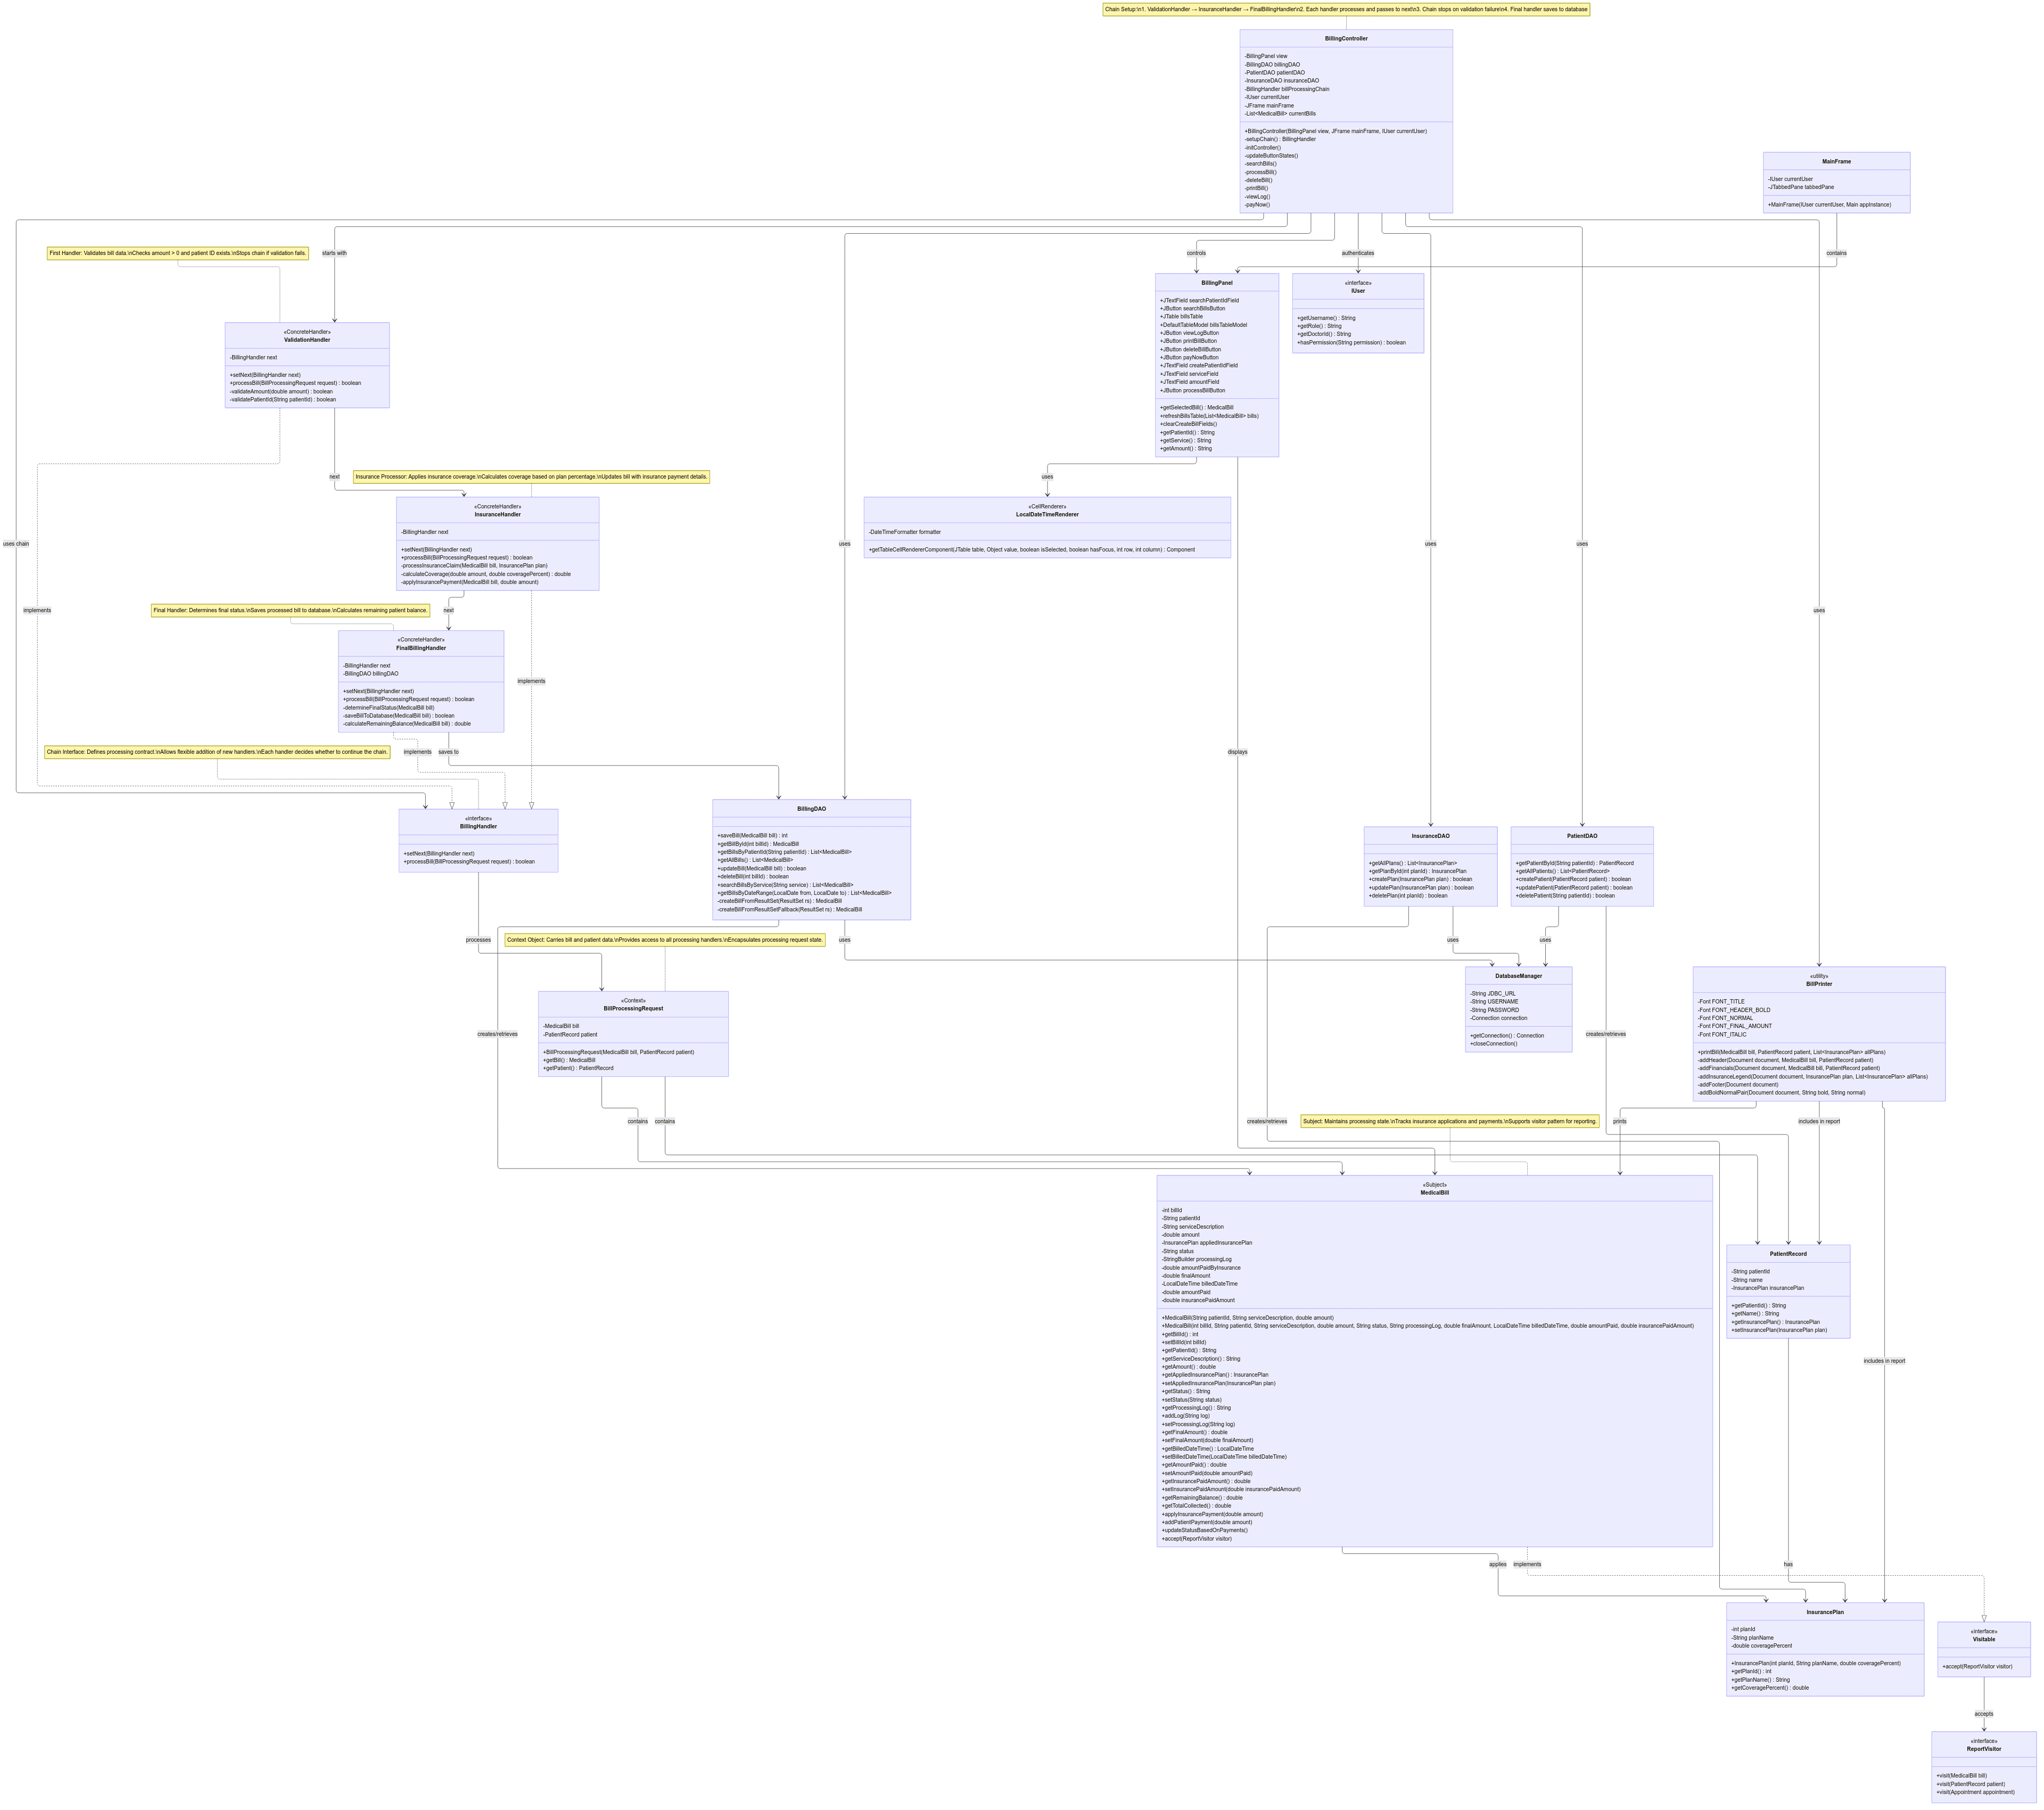 Chain Setup:\n1. ValidationHandler → InsuranceHandler → FinalBillingHandler\n2. Each handler processes and passes to next\n3. Chain stops on validation failure\n4. Final handler saves to database
BillingController
-BillingPanel view
-BillingDAO billingDAO
-PatientDAO patientDAO
-InsuranceDAO insuranceDAO
-BillingHandler billProcessingChain
-IUser currentUser
-JFrame mainFrame
-List<MedicalBill> currentBills
+BillingController(BillingPanel view, JFrame mainFrame, IUser currentUser)
-setupChain() : BillingHandler
-initController()
-updateButtonStates()
-searchBills()
-processBill()
-deleteBill()
-printBill()
-viewLog()
-payNow()
MainFrame
-IUser currentUser
-JTabbedPane tabbedPane
+MainFrame(IUser currentUser, Main appInstance)
First Handler: Validates bill data.\nChecks amount > 0 and patient ID exists.\nStops chain if validation fails.
starts with
controls
authenticates
contains
«ConcreteHandler»
ValidationHandler
-BillingHandler next
+setNext(BillingHandler next)
+processBill(BillProcessingRequest request) : boolean
-validateAmount(double amount) : boolean
-validatePatientId(String patientId) : boolean
BillingPanel
+JTextField searchPatientIdField
+JButton searchBillsButton
+JTable billsTable
+DefaultTableModel billsTableModel
+JButton viewLogButton
+JButton printBillButton
+JButton deleteBillButton
+JButton payNowButton
+JTextField createPatientIdField
+JTextField serviceField
+JTextField amountField
+JButton processBillButton
+getSelectedBill() : MedicalBill
+refreshBillsTable(List<MedicalBill> bills)
+clearCreateBillFields()
+getPatientId() : String
+getService() : String
+getAmount() : String
«interface»
IUser
+getUsername() : String
+getRole() : String
+getDoctorId() : String
+hasPermission(String permission) : boolean
next
Insurance Processor: Applies insurance coverage.\nCalculates coverage based on plan percentage.\nUpdates bill with insurance payment details.
uses
«ConcreteHandler»
InsuranceHandler
-BillingHandler next
+setNext(BillingHandler next)
+processBill(BillProcessingRequest request) : boolean
-processInsuranceClaim(MedicalBill bill, InsurancePlan plan)
-calculateCoverage(double amount, double coveragePercent) : double
-applyInsurancePayment(MedicalBill bill, double amount)
«CellRenderer»
LocalDateTimeRenderer
-DateTimeFormatter formatter
+getTableCellRendererComponent(JTable table, Object value, boolean isSelected, boolean hasFocus, int row, int column) : Component
uses chain
uses
uses
uses
implements
next
uses
Final Handler: Determines final status.\nSaves processed bill to database.\nCalculates remaining patient balance.
«ConcreteHandler»
FinalBillingHandler
-BillingHandler next
-BillingDAO billingDAO
+setNext(BillingHandler next)
+processBill(BillProcessingRequest request) : boolean
-determineFinalStatus(MedicalBill bill)
-saveBillToDatabase(MedicalBill bill) : boolean
-calculateRemainingBalance(MedicalBill bill) : double
implements
Chain Interface: Defines processing contract.\nAllows flexible addition of new handlers.\nEach handler decides whether to continue the chain.
implements
saves to
displays
«interface»
BillingHandler
+setNext(BillingHandler next)
+processBill(BillProcessingRequest request) : boolean
BillingDAO
+saveBill(MedicalBill bill) : int
+getBillById(int billId) : MedicalBill
+getBillsByPatientId(String patientId) : List<MedicalBill>
+getAllBills() : List<MedicalBill>
+updateBill(MedicalBill bill) : boolean
+deleteBill(int billId) : boolean
+searchBillsByService(String service) : List<MedicalBill>
+getBillsByDateRange(LocalDate from, LocalDate to) : List<MedicalBill>
-createBillFromResultSet(ResultSet rs) : MedicalBill
-createBillFromResultSetFallback(ResultSet rs) : MedicalBill
InsuranceDAO
+getAllPlans() : List<InsurancePlan>
+getPlanById(int planId) : InsurancePlan
+createPlan(InsurancePlan plan) : boolean
+updatePlan(InsurancePlan plan) : boolean
+deletePlan(int planId) : boolean
PatientDAO
+getPatientById(String patientId) : PatientRecord
+getAllPatients() : List<PatientRecord>
+createPatient(PatientRecord patient) : boolean
+updatePatient(PatientRecord patient) : boolean
+deletePatient(String patientId) : boolean
processes
Context Object: Carries bill and patient data.\nProvides access to all processing handlers.\nEncapsulates processing request state.
uses
uses
uses
«Context»
BillProcessingRequest
-MedicalBill bill
-PatientRecord patient
+BillProcessingRequest(MedicalBill bill, PatientRecord patient)
+getBill() : MedicalBill
+getPatient() : PatientRecord
DatabaseManager
-String JDBC_URL
-String USERNAME
-String PASSWORD
-Connection connection
+getConnection() : Connection
+closeConnection()
«utility»
BillPrinter
-Font FONT_TITLE
-Font FONT_HEADER_BOLD
-Font FONT_NORMAL
-Font FONT_FINAL_AMOUNT
-Font FONT_ITALIC
+printBill(MedicalBill bill, PatientRecord patient, List<InsurancePlan> allPlans)
-addHeader(Document document, MedicalBill bill, PatientRecord patient)
-addFinancials(Document document, MedicalBill bill, PatientRecord patient)
-addInsuranceLegend(Document document, InsurancePlan plan, List<InsurancePlan> allPlans)
-addFooter(Document document)
-addBoldNormalPair(Document document, String bold, String normal)
creates/retrieves
creates/retrieves
contains
contains
creates/retrieves
Subject: Maintains processing state.\nTracks insurance applications and payments.\nSupports visitor pattern for reporting.
prints
includes in report
«Subject»
MedicalBill
-int billId
-String patientId
-String serviceDescription
-double amount
-InsurancePlan appliedInsurancePlan
-String status
-StringBuilder processingLog
-double amountPaidByInsurance
-double finalAmount
-LocalDateTime billedDateTime
-double amountPaid
-double insurancePaidAmount
+MedicalBill(String patientId, String serviceDescription, double amount)
+MedicalBill(int billId, String patientId, String serviceDescription, double amount, String status, String processingLog, double finalAmount, LocalDateTime billedDateTime, double amountPaid, double insurancePaidAmount)
+getBillId() : int
+setBillId(int billId)
+getPatientId() : String
+getServiceDescription() : String
+getAmount() : double
+getAppliedInsurancePlan() : InsurancePlan
+setAppliedInsurancePlan(InsurancePlan plan)
+getStatus() : String
+setStatus(String status)
+getProcessingLog() : String
+addLog(String log)
+setProcessingLog(String log)
+getFinalAmount() : double
+setFinalAmount(double finalAmount)
+getBilledDateTime() : LocalDateTime
+setBilledDateTime(LocalDateTime billedDateTime)
+getAmountPaid() : double
+setAmountPaid(double amountPaid)
+getInsurancePaidAmount() : double
+setInsurancePaidAmount(double insurancePaidAmount)
+getRemainingBalance() : double
+getTotalCollected() : double
+applyInsurancePayment(double amount)
+addPatientPayment(double amount)
+updateStatusBasedOnPayments()
+accept(ReportVisitor visitor)
PatientRecord
-String patientId
-String name
-InsurancePlan insurancePlan
+getPatientId() : String
+getName() : String
+getInsurancePlan() : InsurancePlan
+setInsurancePlan(InsurancePlan plan)
includes in report
applies
implements
has
InsurancePlan
-int planId
-String planName
-double coveragePercent
+InsurancePlan(int planId, String planName, double coveragePercent)
+getPlanId() : int
+getPlanName() : String
+getCoveragePercent() : double
«interface»
Visitable
+accept(ReportVisitor visitor)
accepts
«interface»
ReportVisitor
+visit(MedicalBill bill)
+visit(PatientRecord patient)
+visit(Appointment appointment)